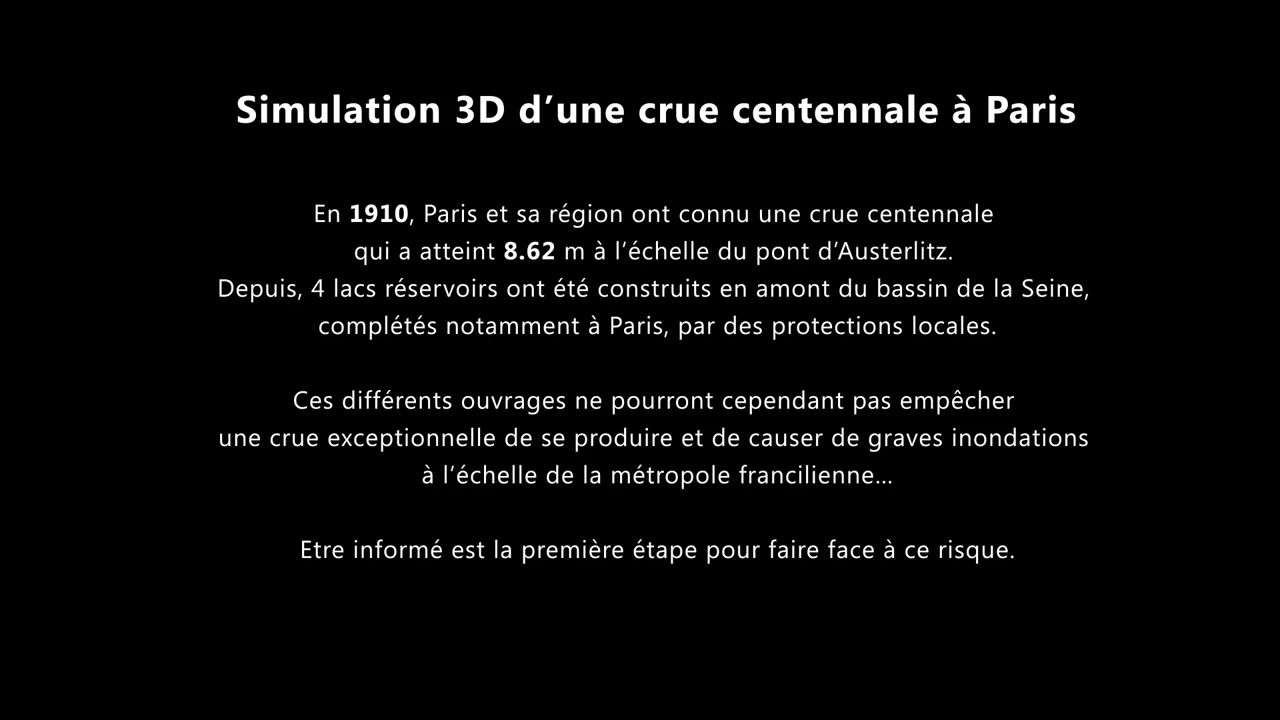 Simulation 3D d’une crue centennale à Paris
En 1910, Paris et sa région ont connu une crue centennale
qui a atteint 8.62 m à l’échelle du pont d’Austerlitz.
Depuis, 4 lacs réservoirs ont été construits en amont du bassin de la Seine,
complétés notamment à Paris, par des protections locales.
Ces différents ouvrages ne pourront cependant pas empêcher
une crue exceptionnelle de se produire et de causer de graves inondations
à l’échelle de la métropole francilienne...
Etre informé est la première étape pour faire face à ce risque.